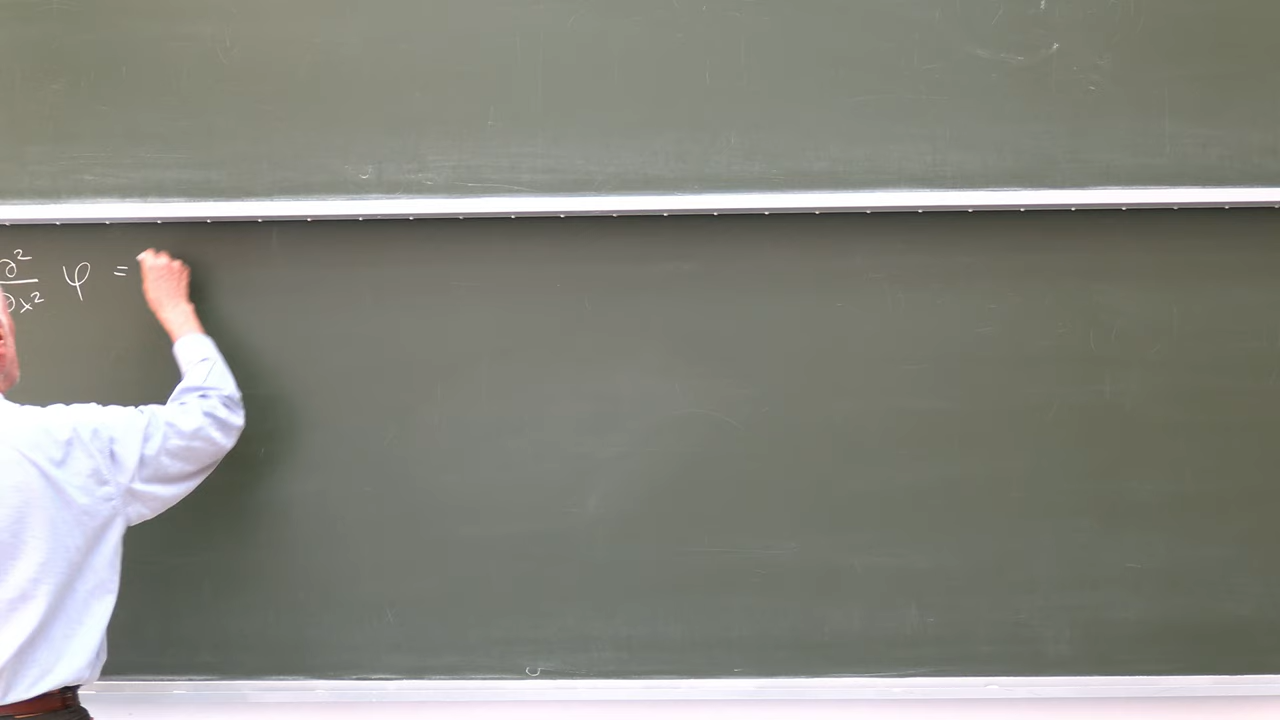 ∂²/∂x² φ =